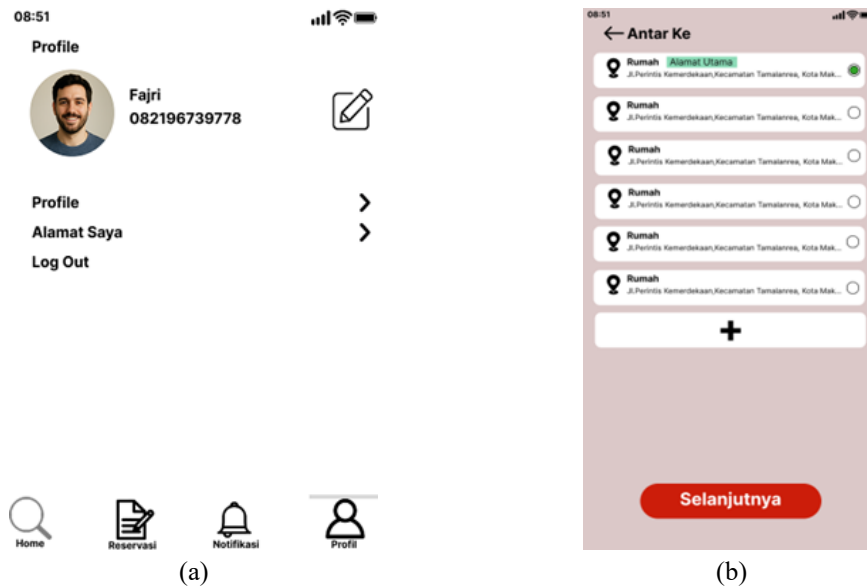 08:51
Profile
Fajri
082196739778
Profile
Alamat Saya
Log Out
Home
Reservasi
Notifikasi
Profil
(a)
08:51
Antar Ke
Rumah Alamat Utama
Jl.Perintis Kemerdekaan,Kecamatan Tamalanrea, Kota Mak...
Rumah
Jl.Perintis Kemerdekaan,Kecamatan Tamalanrea, Kota Mak...
Rumah
Jl.Perintis Kemerdekaan,Kecamatan Tamalanrea, Kota Mak...
Rumah
Jl.Perintis Kemerdekaan,Kecamatan Tamalanrea, Kota Mak...
Rumah
Jl.Perintis Kemerdekaan,Kecamatan Tamalanrea, Kota Mak...
Rumah
Jl.Perintis Kemerdekaan,Kecamatan Tamalanrea, Kota Mak...
Selanjutnya
(b)